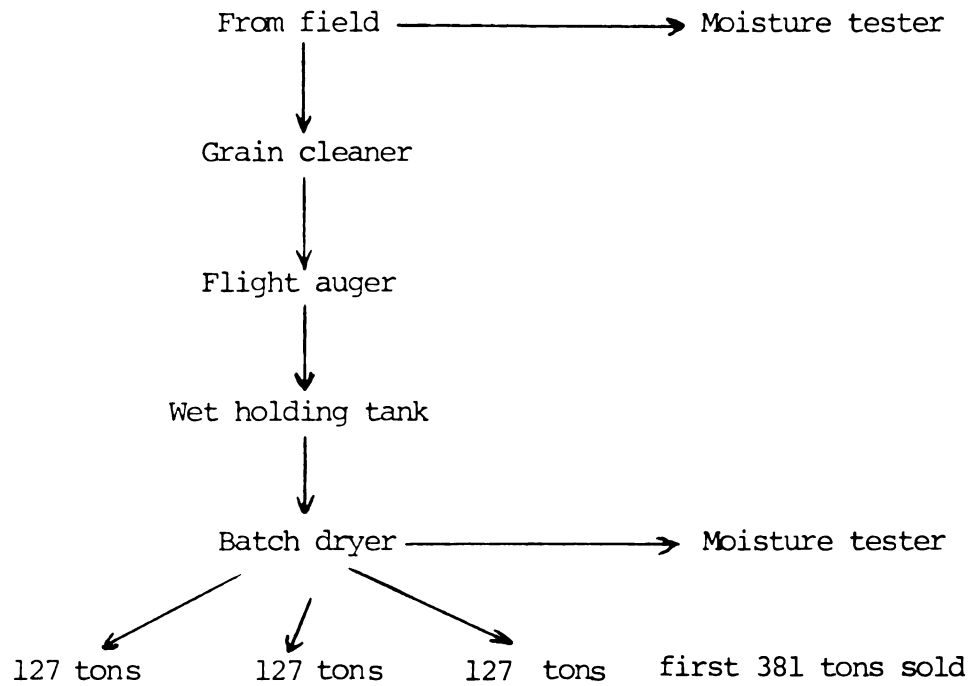 From field Moisture tester
Grain cleaner
Flight auger
Wet holding tank
Batch dryer Moisture tester
127 tons 127 tons 127 tons first 381 tons sold